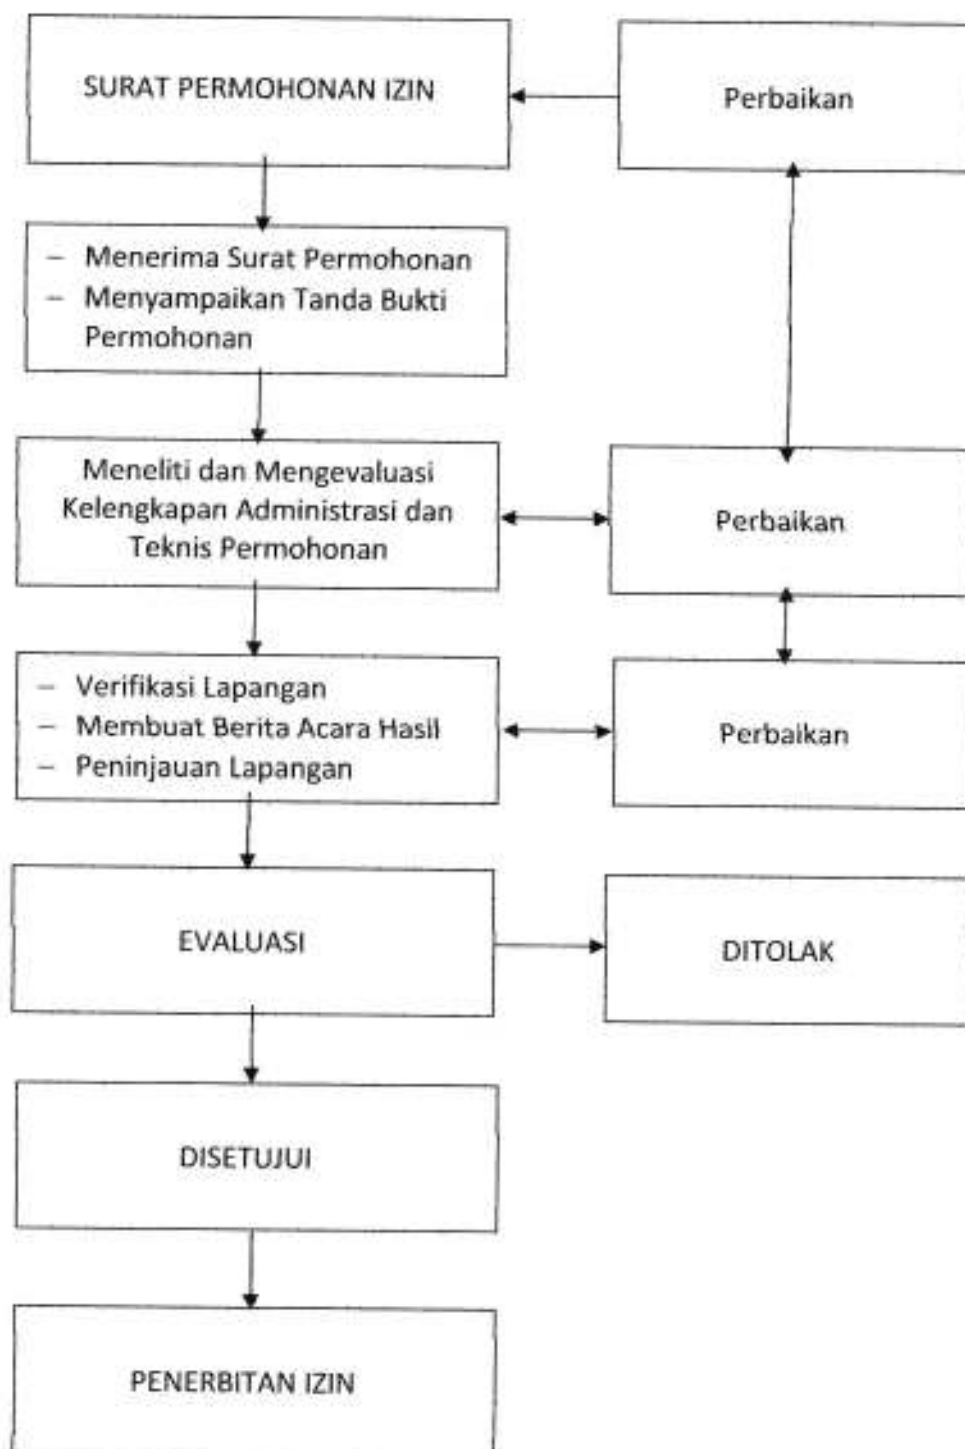 SURAT PERMOHONAN IZIN
Perbaikan
– Menerima Surat Permohonan
– Menyampaikan Tanda Bukti
Permohonan
Meneliti dan Mengevaluasi
Kelengkapan Administrasi dan
Teknis Permohonan
Perbaikan
– Verifikasi Lapangan
– Membuat Berita Acara Hasil
– Peninjauan Lapangan
Perbaikan
EVALUASI
DITOLAK
DISETUJUI
PENERBITAN IZIN